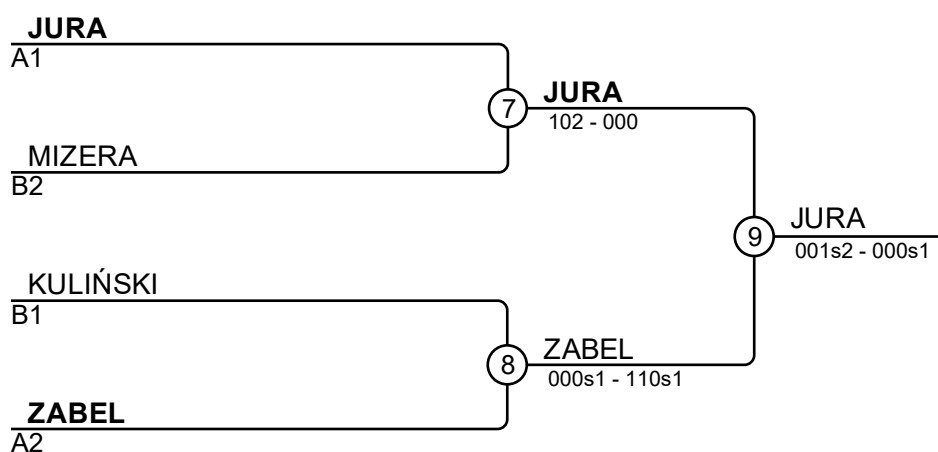 JURA
A1
7
JURA
102 - 000
MIZERA
B2
9
JURA
001s2 - 000s1
KULIŃSKI
B1
8
ZABEL
000s1 - 110s1
ZABEL
A2